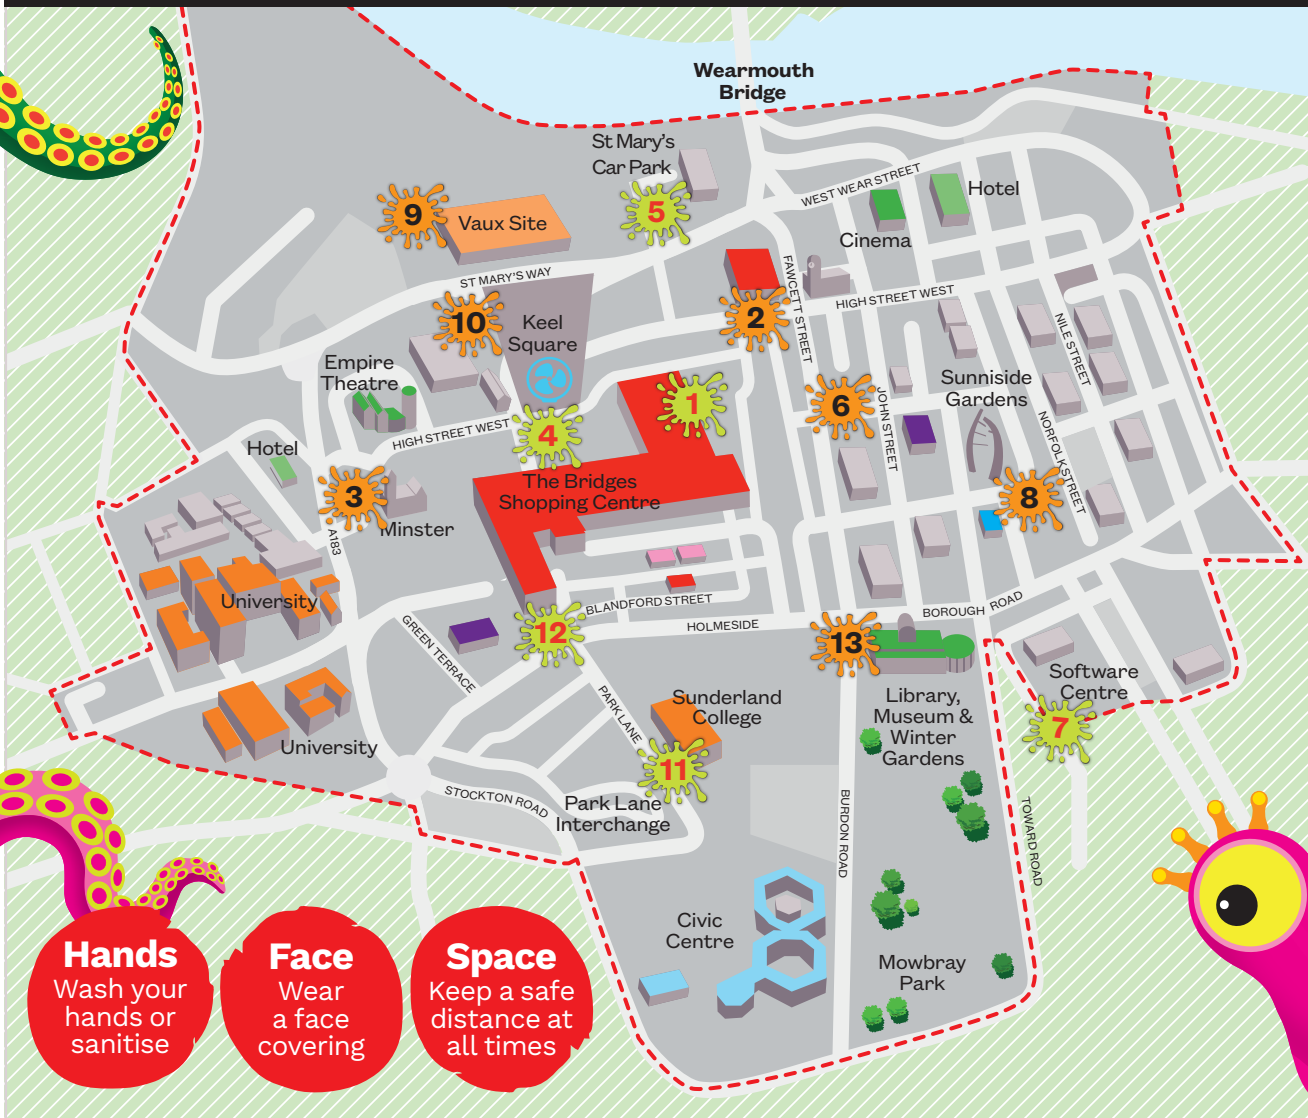 Wearmouth
Bridge
St Mary's
Car Park
WEST WEAR STREET
Hotel
9
Vaux Site
5
Cinema
ST MARY'S WAY
FAWCETT STREET
HIGH STREET WEST
10
Keel
Square
2
NILE STREET
Empire
Theatre
1
6
JOHN STREET
Sunniside
Gardens
HIGH STREET WEST
4
NORFOLK STREET
Hotel
3
The Bridges
Shopping Centre
8
Minster
A183
University
BLANDFORD STREET
BOROUGH ROAD
12
HOLMESIDE
13
GREEN TERRACE
Software
Centre
PARK LANE
Sunderland
College
Library,
Museum &
Winter
Gardens
7
University
11
STOCKTON ROAD
Park Lane
Interchange
BURDON ROAD
TOWARD ROAD
Civic
Centre
Mowbray
Park
Hands
Wash your
hands or
sanitise
Face
Wear
a face
covering
Space
Keep a safe
distance at
all times